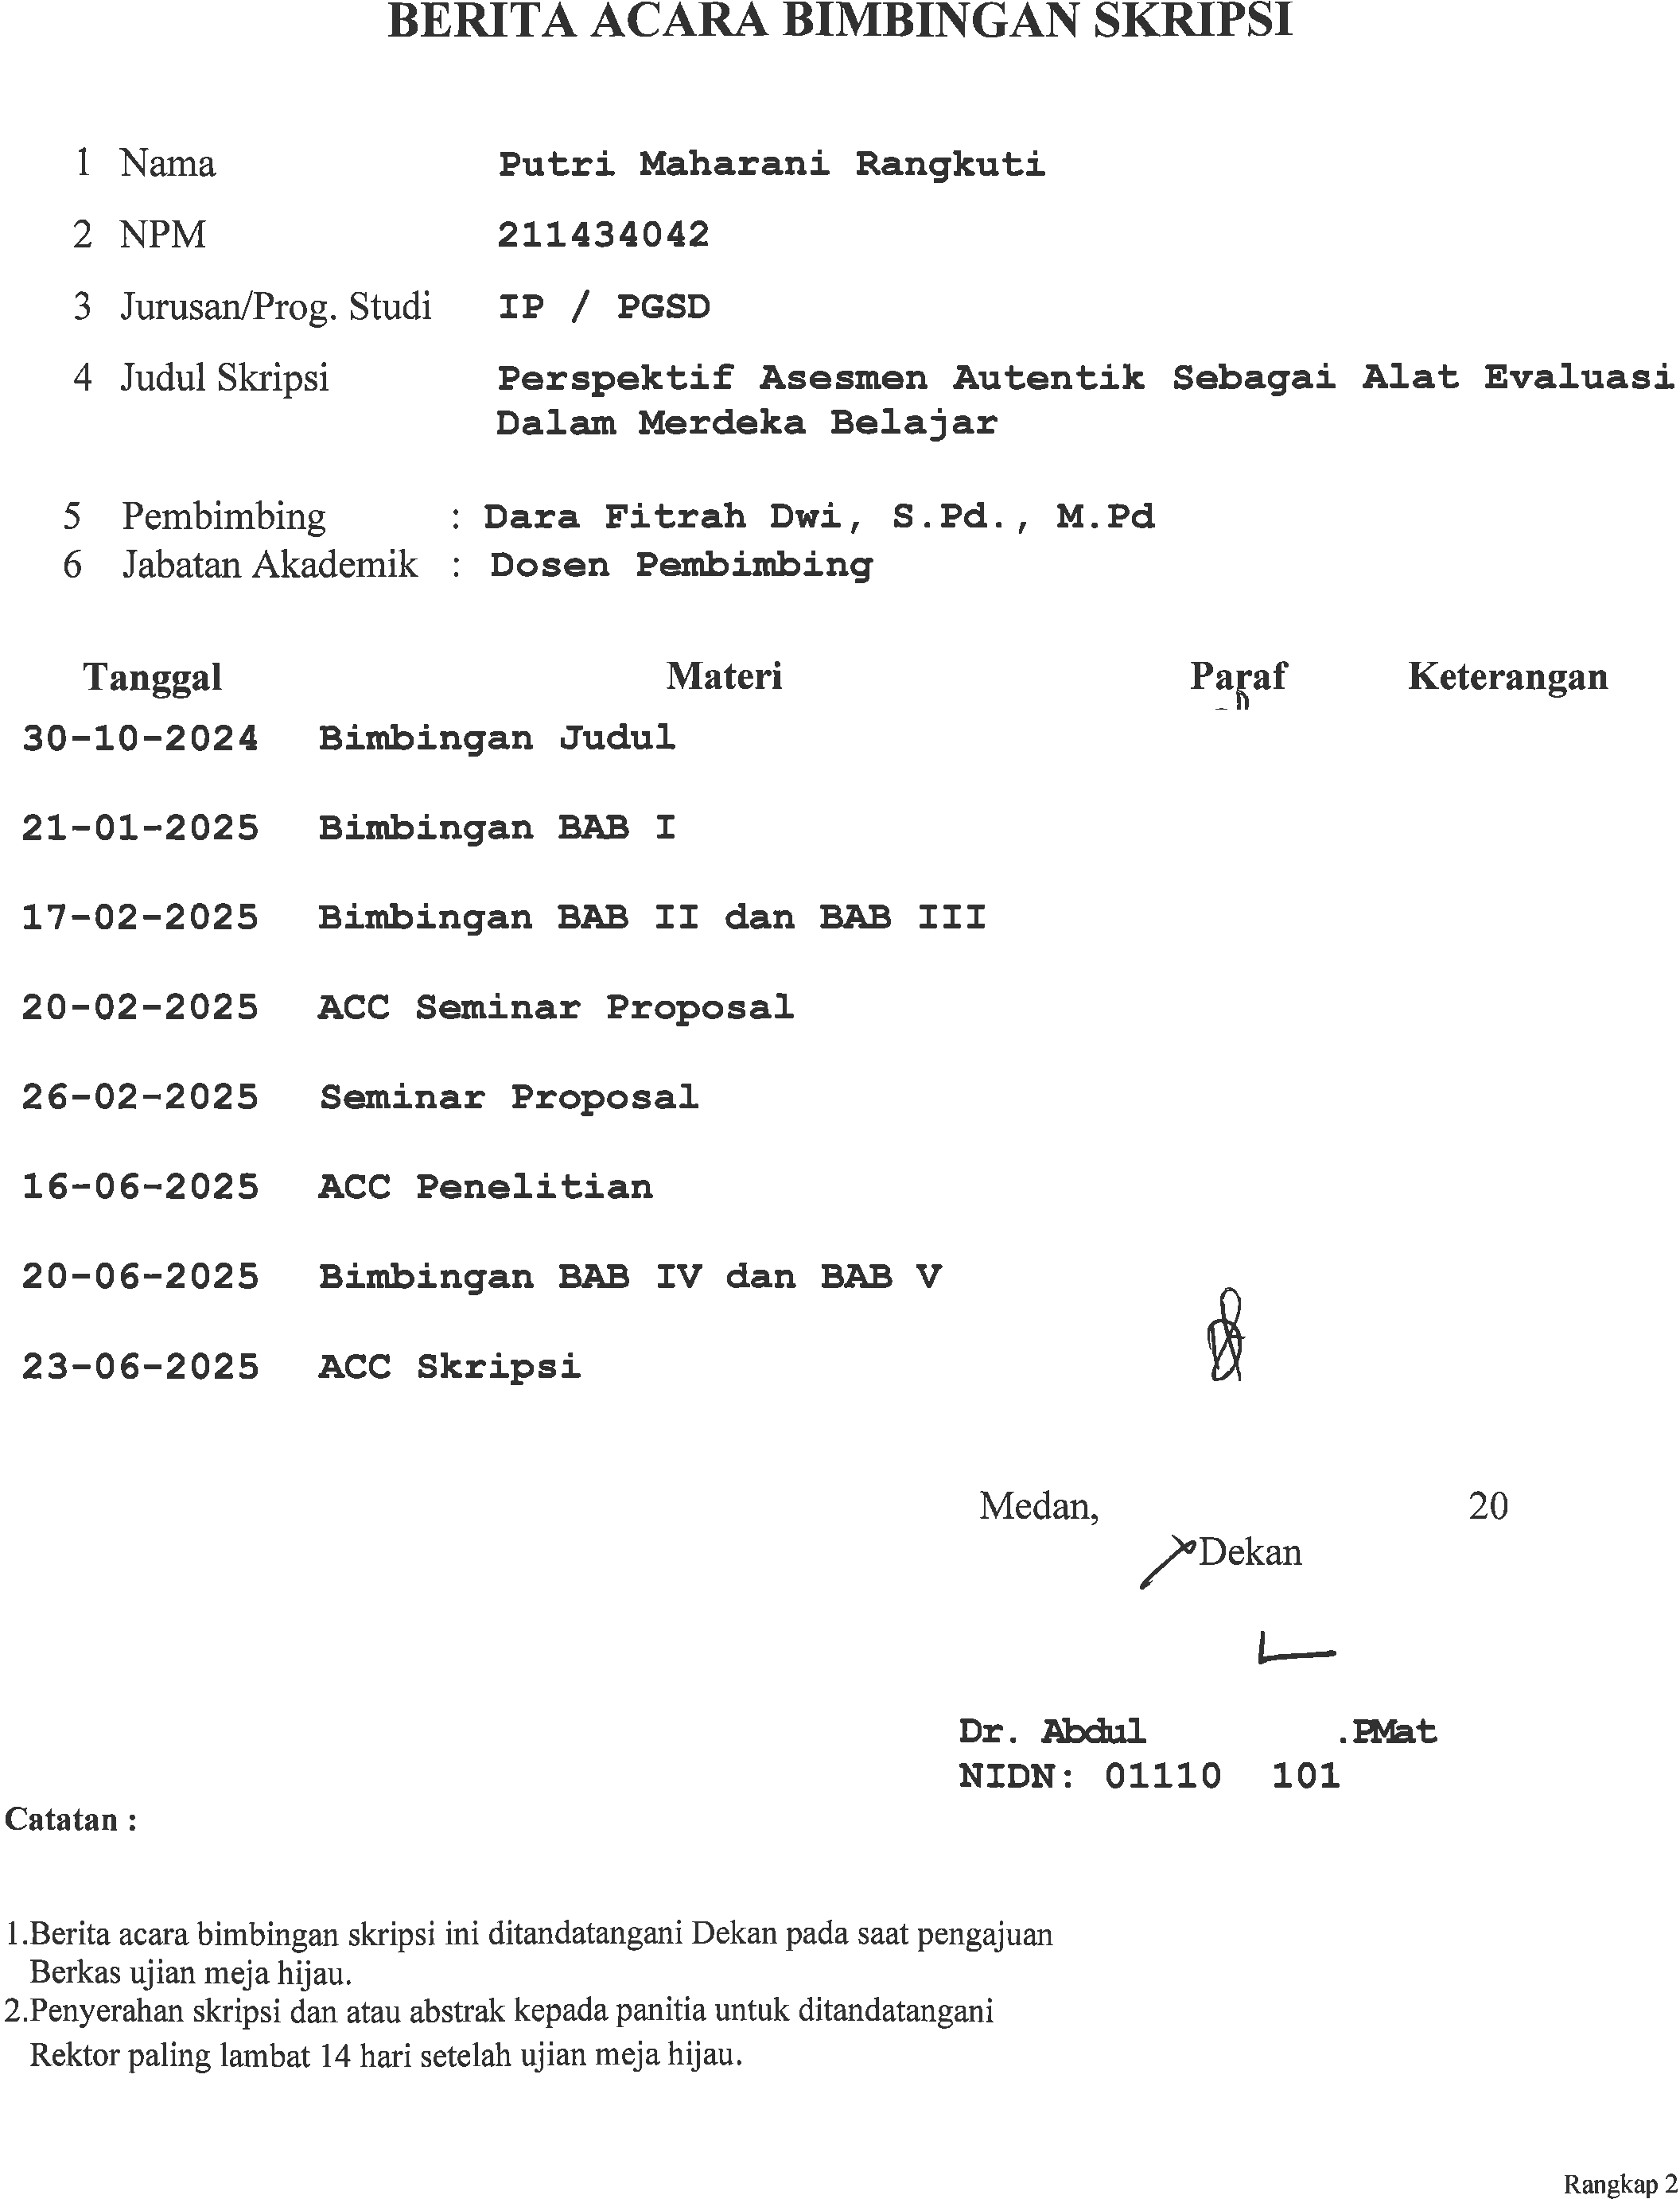 BERITA ACARA BIMBINGAN SKRIPSI
1 Nama Putri Maharani Rangkuti
2 NPM 211434042
3 Jurusan/Prog. Studi IP / PGSD
4 Judul Skripsi Perspektif Asesmen Autentik Sebagai Alat Evaluasi
Dalam Merdeka Belajar
5 Pembimbing : Dara Fitrah Dwi, S.Pd., M.Pd
6 Jabatan Akademik : Dosen Pembimbing
Tanggal Materi Paraf Keterangan
30-10-2024 Bimbingan Judul
21-01-2025 Bimbingan BAB I
17-02-2025 Bimbingan BAB II dan BAB III
20-02-2025 ACC Seminar Proposal
26-02-2025 Seminar Proposal
16-06-2025 ACC Penelitian
20-06-2025 Bimbingan BAB IV dan BAB V
23-06-2025 ACC Skripsi
Medan, 20
Dekan
Dr. Abdul .PMat
NIDN: 01110 101
Catatan :
1.Berita acara bimbingan skripsi ini ditandatangani Dekan pada saat pengajuan
Berkas ujian meja hijau.
2.Penyerahan skripsi dan atau abstrak kepada panitia untuk ditandatangani
Rektor paling lambat 14 hari setelah ujian meja hijau.
Rangkap 2